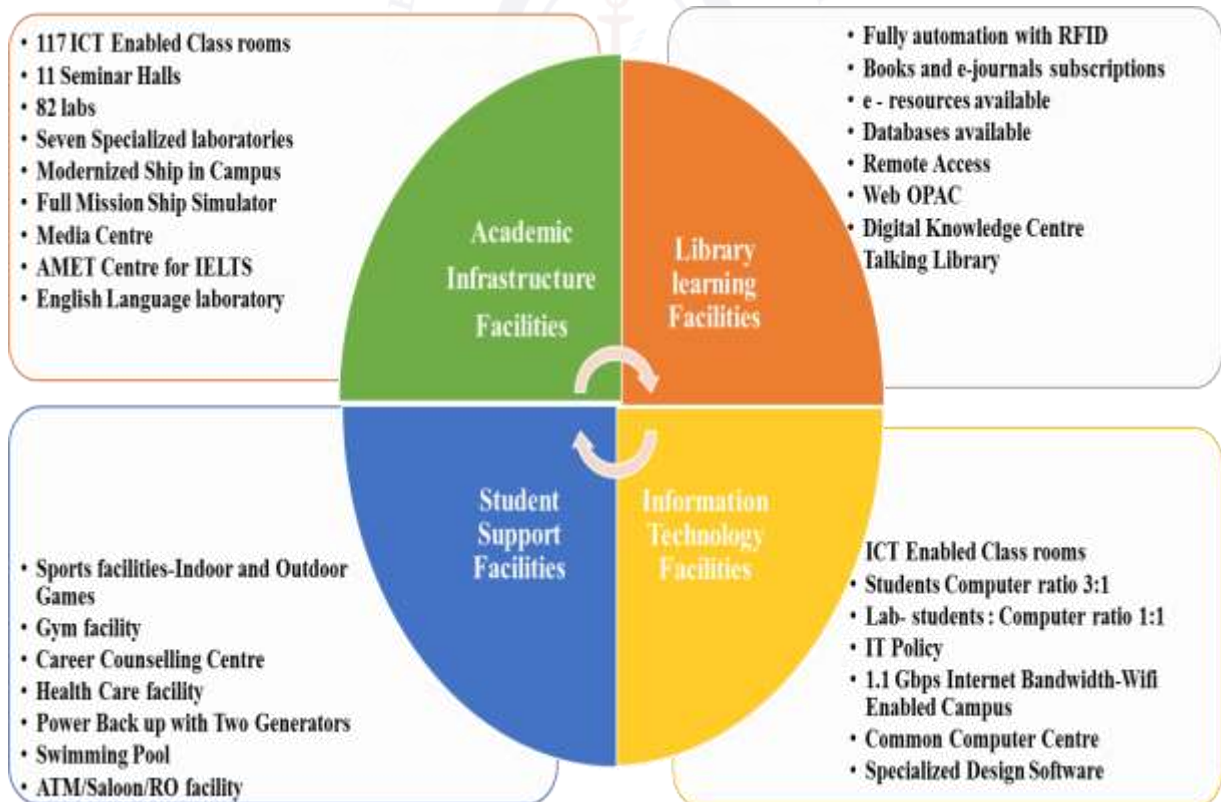 • 117 ICT Enabled Class rooms
• 11 Seminar Halls
• 82 labs
• Seven Specialized laboratories
• Modernized Ship in Campus
• Full Mission Ship Simulator
• Media Centre
• AMET Centre for IELTS
• English Language laboratory
• Fully automation with RFID
• Books and e-journals subscriptions
• e - resources available
• Databases available
• Remote Access
• Web OPAC
• Digital Knowledge Centre
Talking Library
Academic
Infrastructure
Facilities
Library
learning
Facilities
Student
Support
Facilities
Information
Technology
Facilities
• Sports facilities-Indoor and Outdoor
Games
• Gym facility
• Career Counselling Centre
• Health Care facility
• Power Back up with Two Generators
• Swimming Pool
• ATM/Saloon/RO facility
ICT Enabled Class rooms
• Students Computer ratio 3:1
• Lab- students : Computer ratio 1:1
• IT Policy
• 1.1 Gbps Internet Bandwidth-Wifi
Enabled Campus
• Common Computer Centre
• Specialized Design Software